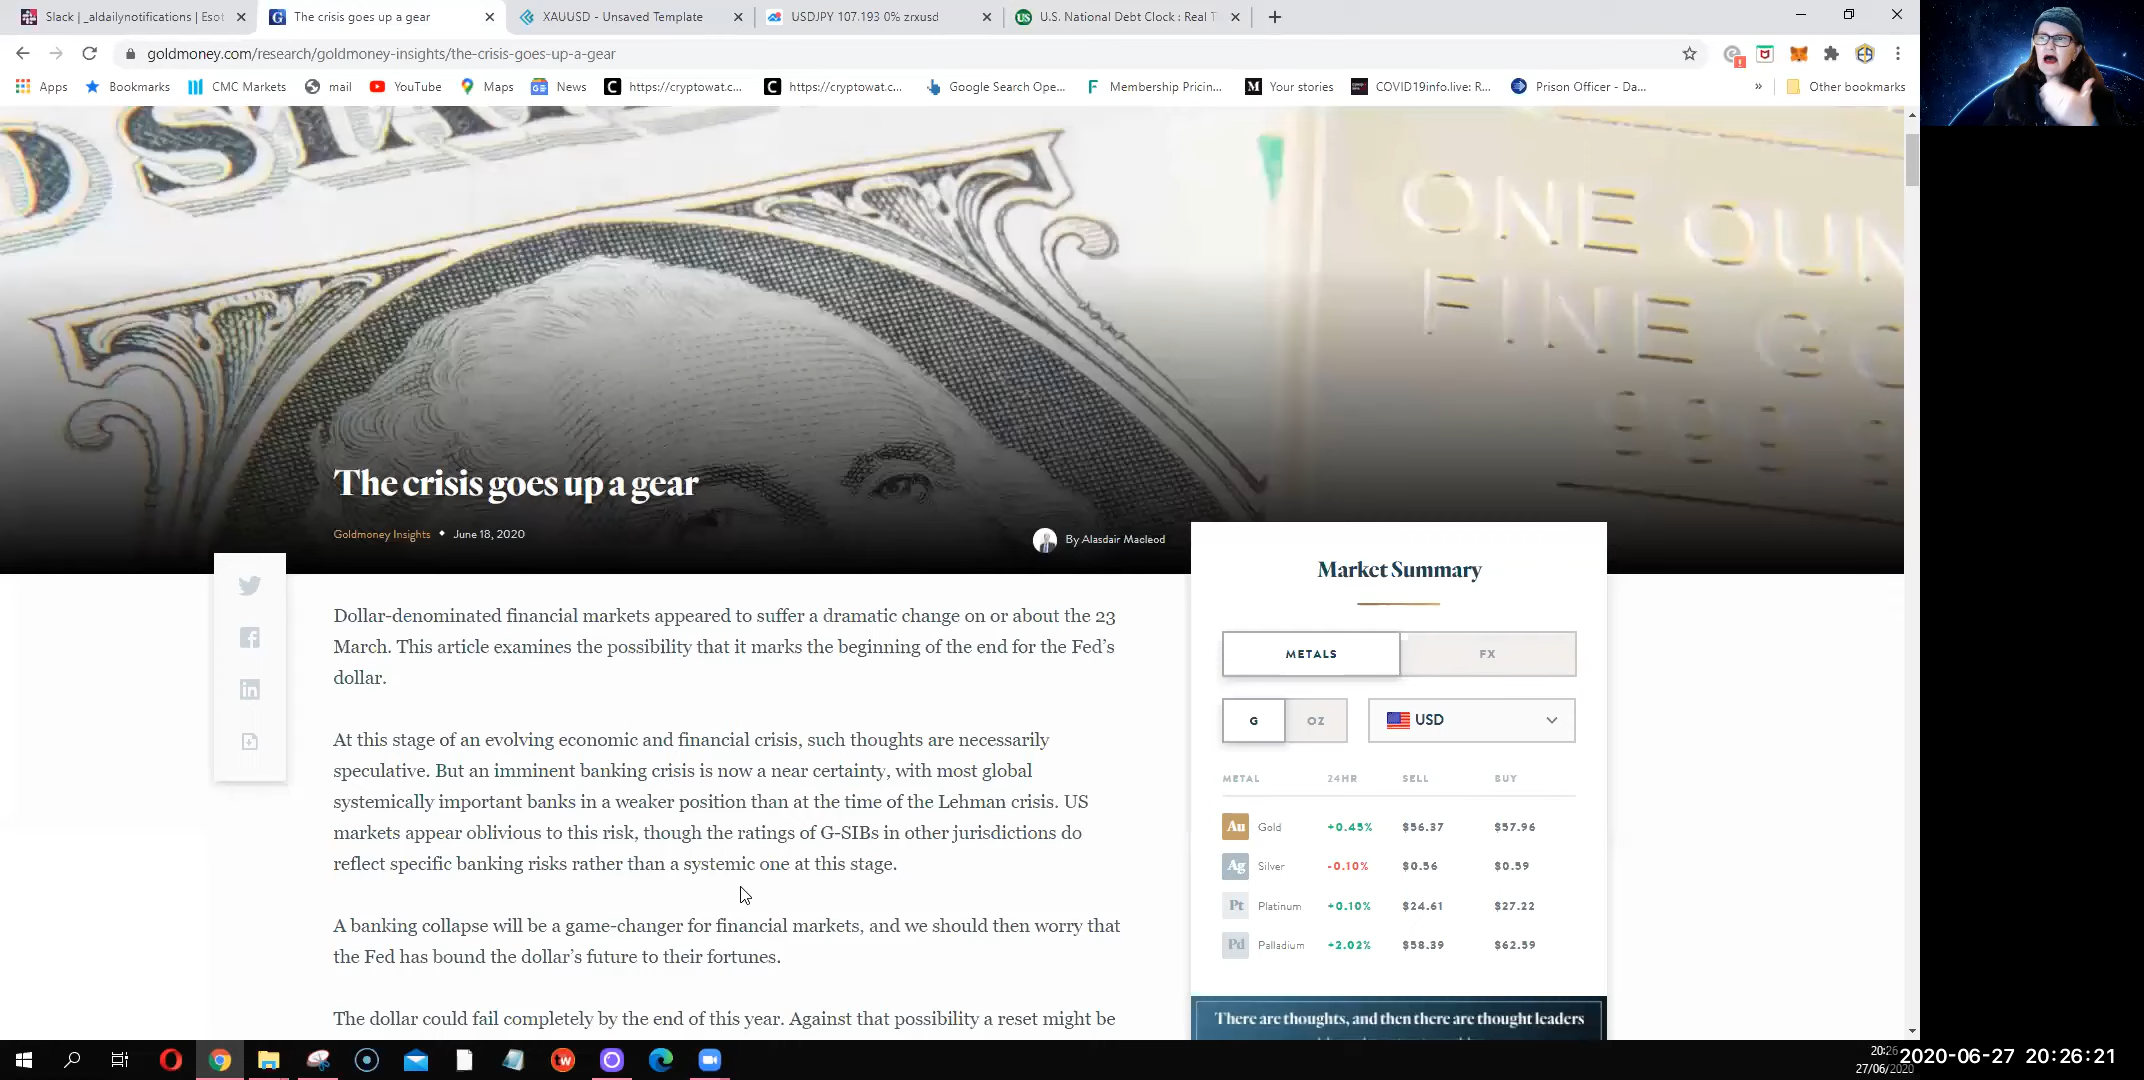 Slack | _aldailynotifications | Esot
The crisis goes up a gear
XAUUSD - Unsaved Template
USDJPY 107.193 0% zrxusd
U.S. National Debt Clock : Real T
goldmoney.com/research/goldmoney-insights/the-crisis-goes-up-a-gear
Apps
Bookmarks
CMC Markets
mail
YouTube
Maps
News
https://cryptowat.c...
https://cryptowat.c...
Google Search Ope...
Membership Pricin...
Your stories
COVID19info.live: R...
Prison Officer - Da...
»
Other bookmarks
ONE OUN
FINE GO
The crisis goes up a gear
Goldmoney Insights ◆ June 18, 2020
By Alasdair Macleod
Dollar-denominated financial markets appeared to suffer a dramatic change on or about the 23
March. This article examines the possibility that it marks the beginning of the end for the Fed's
dollar.
At this stage of an evolving economic and financial crisis, such thoughts are necessarily
speculative. But an imminent banking crisis is now a near certainty, with most global
systemically important banks in a weaker position than at the time of the Lehman crisis. US
markets appear oblivious to this risk, though the ratings of G-SIBs in other jurisdictions do
reflect specific banking risks rather than a systemic one at this stage.
A banking collapse will be a game-changer for financial markets, and we should then worry that
the Fed has bound the dollar's future to their fortunes.
The dollar could fail completely by the end of this year. Against that possibility a reset might be
Market Summary
METALS FX
G OZ USD
METAL 24HR SELL BUY
Au Gold +0.45% $56.37 $57.96
Ag Silver -0.10% $0.56 $0.59
Pt Platinum +0.10% $24.61 $27.22
Pd Palladium +2.02% $58.39 $62.59
There are thoughts, and then there are thought leaders
20:26
27/06/2020
2020-06-27 20:26:21